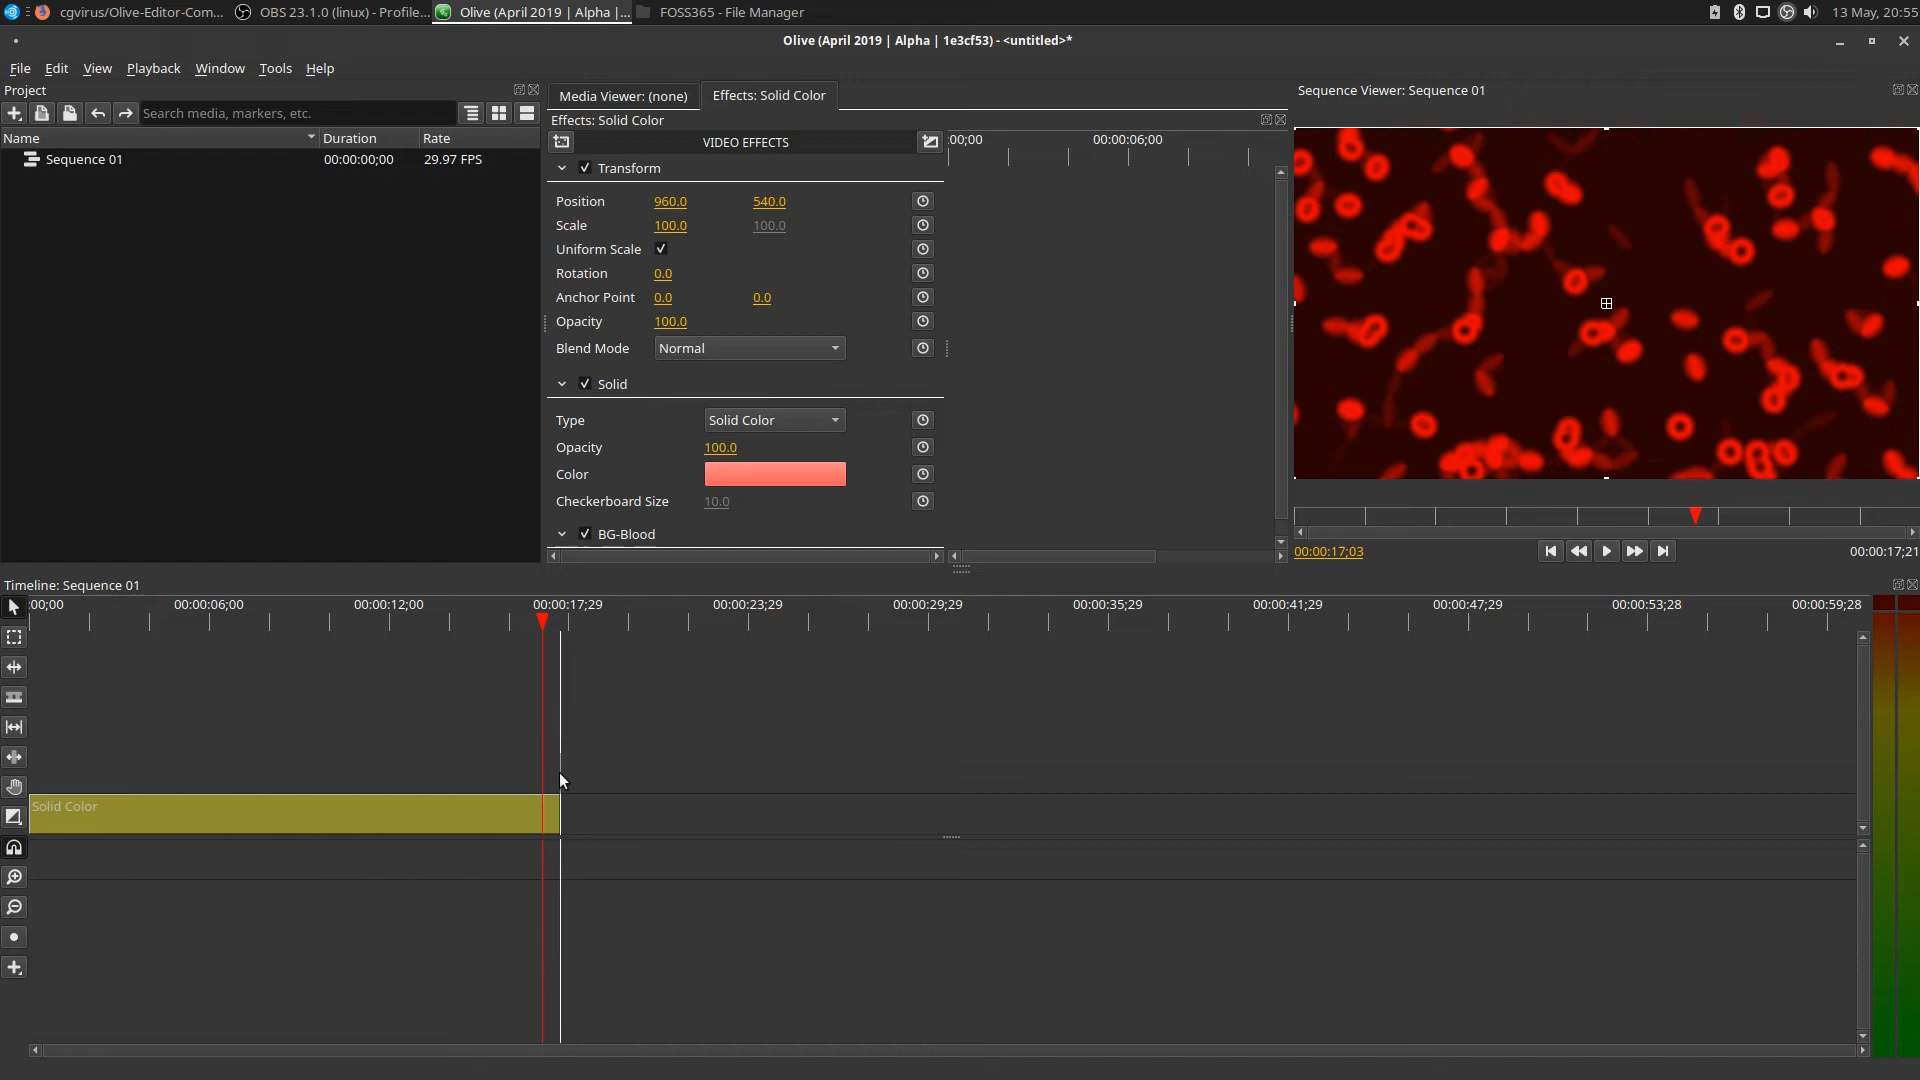 cgvirus/Olive-Editor-Com...
OBS 23.1.0 (linux) - Profile...
Olive (April 2019 | Alpha |...
FOSS365 - File Manager
13 May, 20:55
Olive (April 2019 | Alpha | 1e3cf53) - <untitled>*
File Edit View Playback Window Tools Help
Project
Search media, markers, etc.
Name Duration Rate
Sequence 01 00:00:00;00 29.97 FPS
Media Viewer: (none)
Effects: Solid Color
Effects: Solid Color
VIDEO EFFECTS
:00;00 00:00:06;00
Transform
Position 960.0 540.0
Scale 100.0 100.0
Uniform Scale
Rotation 0.0
Anchor Point 0.0 0.0
Opacity 100.0
Blend Mode Normal
Solid
Type Solid Color
Opacity 100.0
Color
Checkerboard Size 10.0
BG-Blood
Sequence Viewer: Sequence 01
00:00:17;03 00:00:17;21
Timeline: Sequence 01
:00;00 00:00:06;00 00:00:12;00 00:00:17;29 00:00:23;29 00:00:29;29 00:00:35;29 00:00:41;29 00:00:47;29 00:00:53;28 00:00:59;28
Solid Color